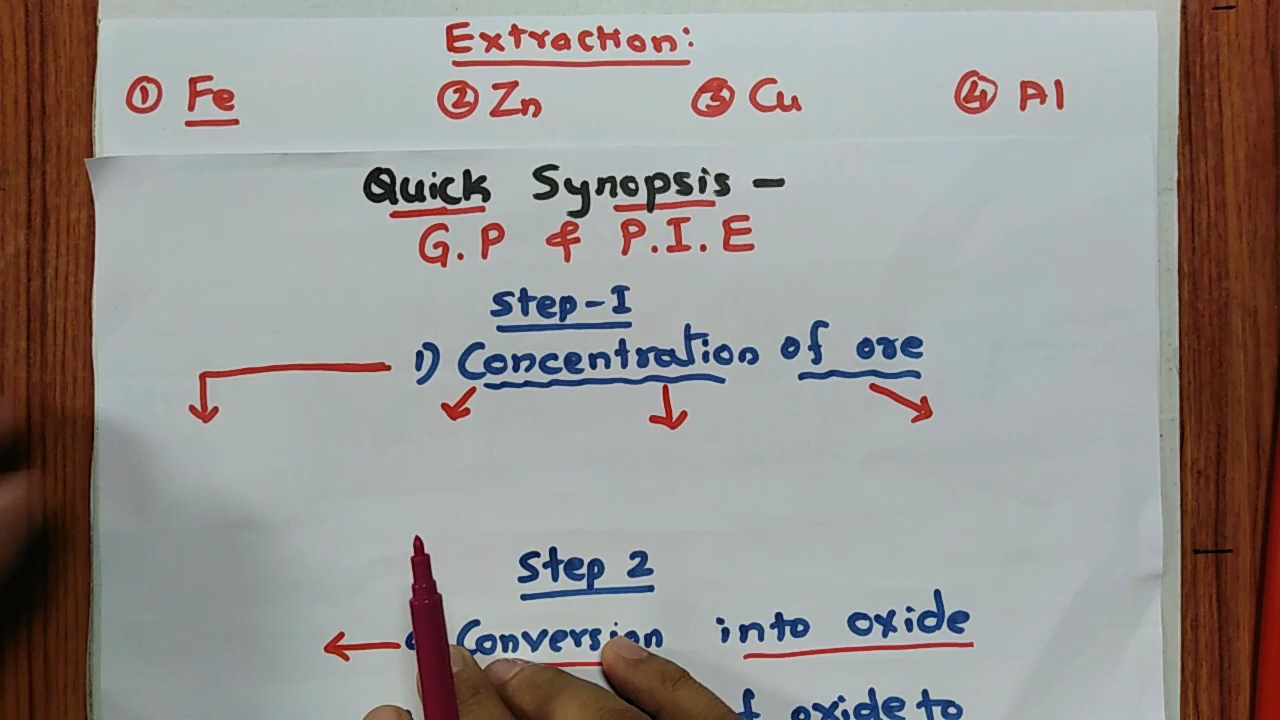 Extraction:
① Fe ② Zn ③ Cu ④ Al
Quick Synopsis -
G.P & P.I.E
Step-I
1) Concentration of ore
Step 2
Conversion into oxide
oxide to